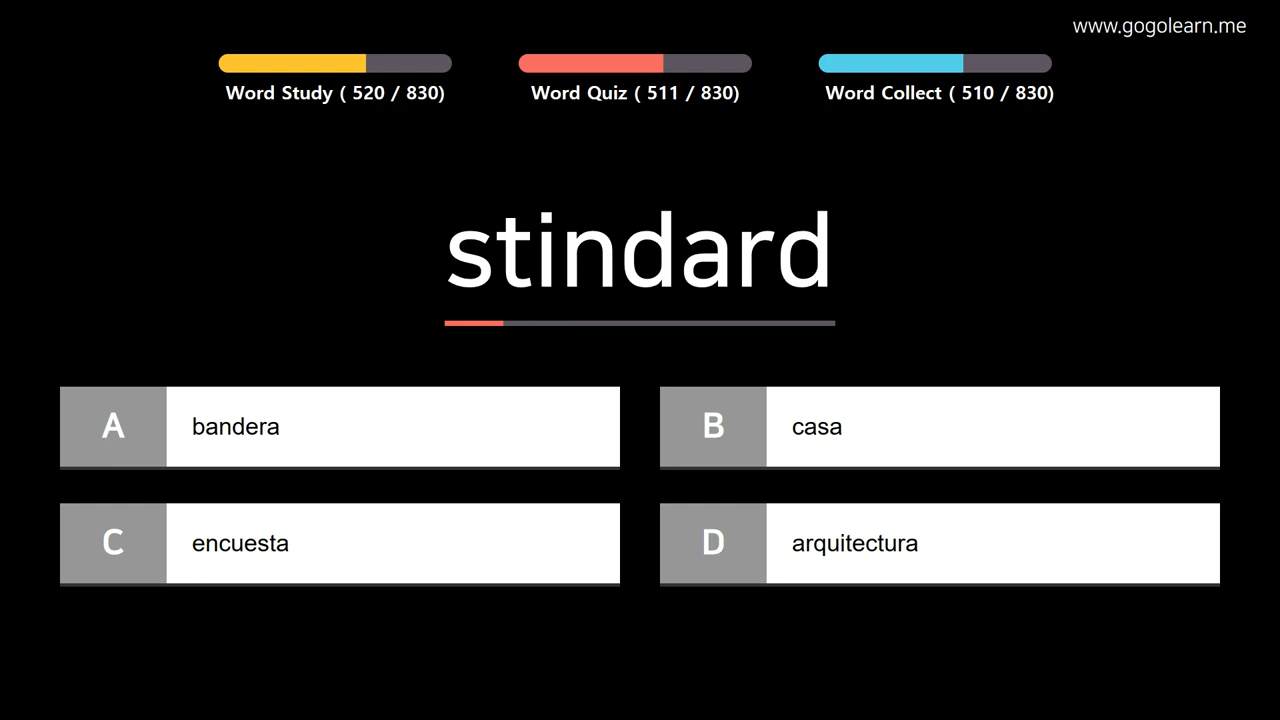 www.gogolearn.me
Word Study ( 520 / 830)
Word Quiz ( 511 / 830)
Word Collect ( 510 / 830)
stindard
A bandera
B casa
C encuesta
D arquitectura